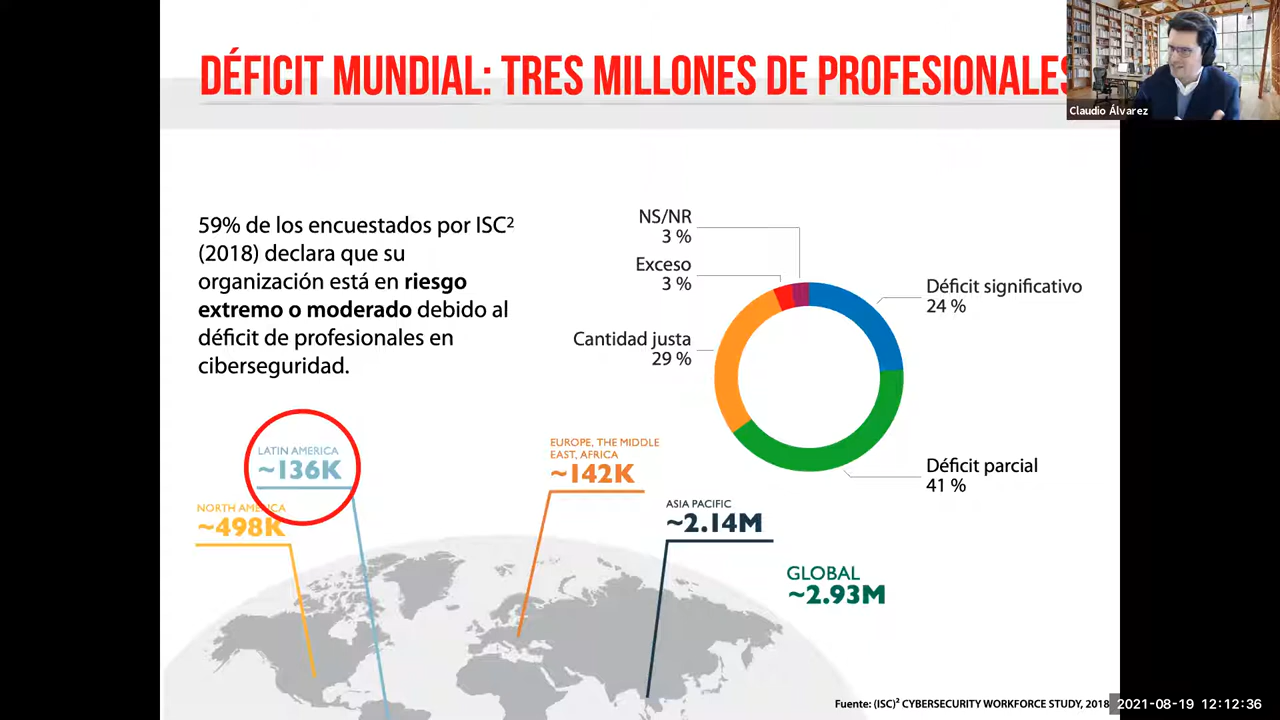 DÉFICIT MUNDIAL: TRES MILLONES DE PROFESIONALES
Claudio Álvarez
59% de los encuestados por ISC²
(2018) declara que su
organización está en riesgo
extremo o moderado debido al
déficit de profesionales en
ciberseguridad.
NS/NR
3 %
Exceso
3 %
Cantidad justa
29 %
Déficit significativo
24 %
Déficit parcial
41 %
LATIN AMERICA
~136K
NORTH AMERICA
~498K
EUROPE, THE MIDDLE
EAST, AFRICA
~142K
ASIA PACIFIC
~2.14M
GLOBAL
~2.93M
Fuente: (ISC)² CYBERSECURITY WORKFORCE STUDY, 2018
2021-08-19 12:12:36